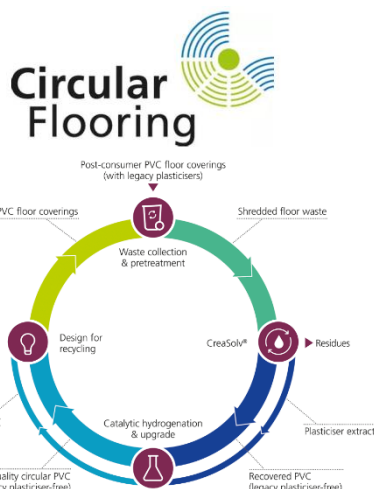 Circular
Flooring
Post-consumer PVC floor coverings
(with legacy plasticisers)
PVC floor coverings
Shredded floor waste
Waste collection
& pretreatment
Design for
recycling
CreaSolv®
Residues
Catalytic hydrogenation
& upgrade
Plasticiser extract
circular PVC
plasticiser-free)
Recovered PVC
(legacy plasticiser-free)